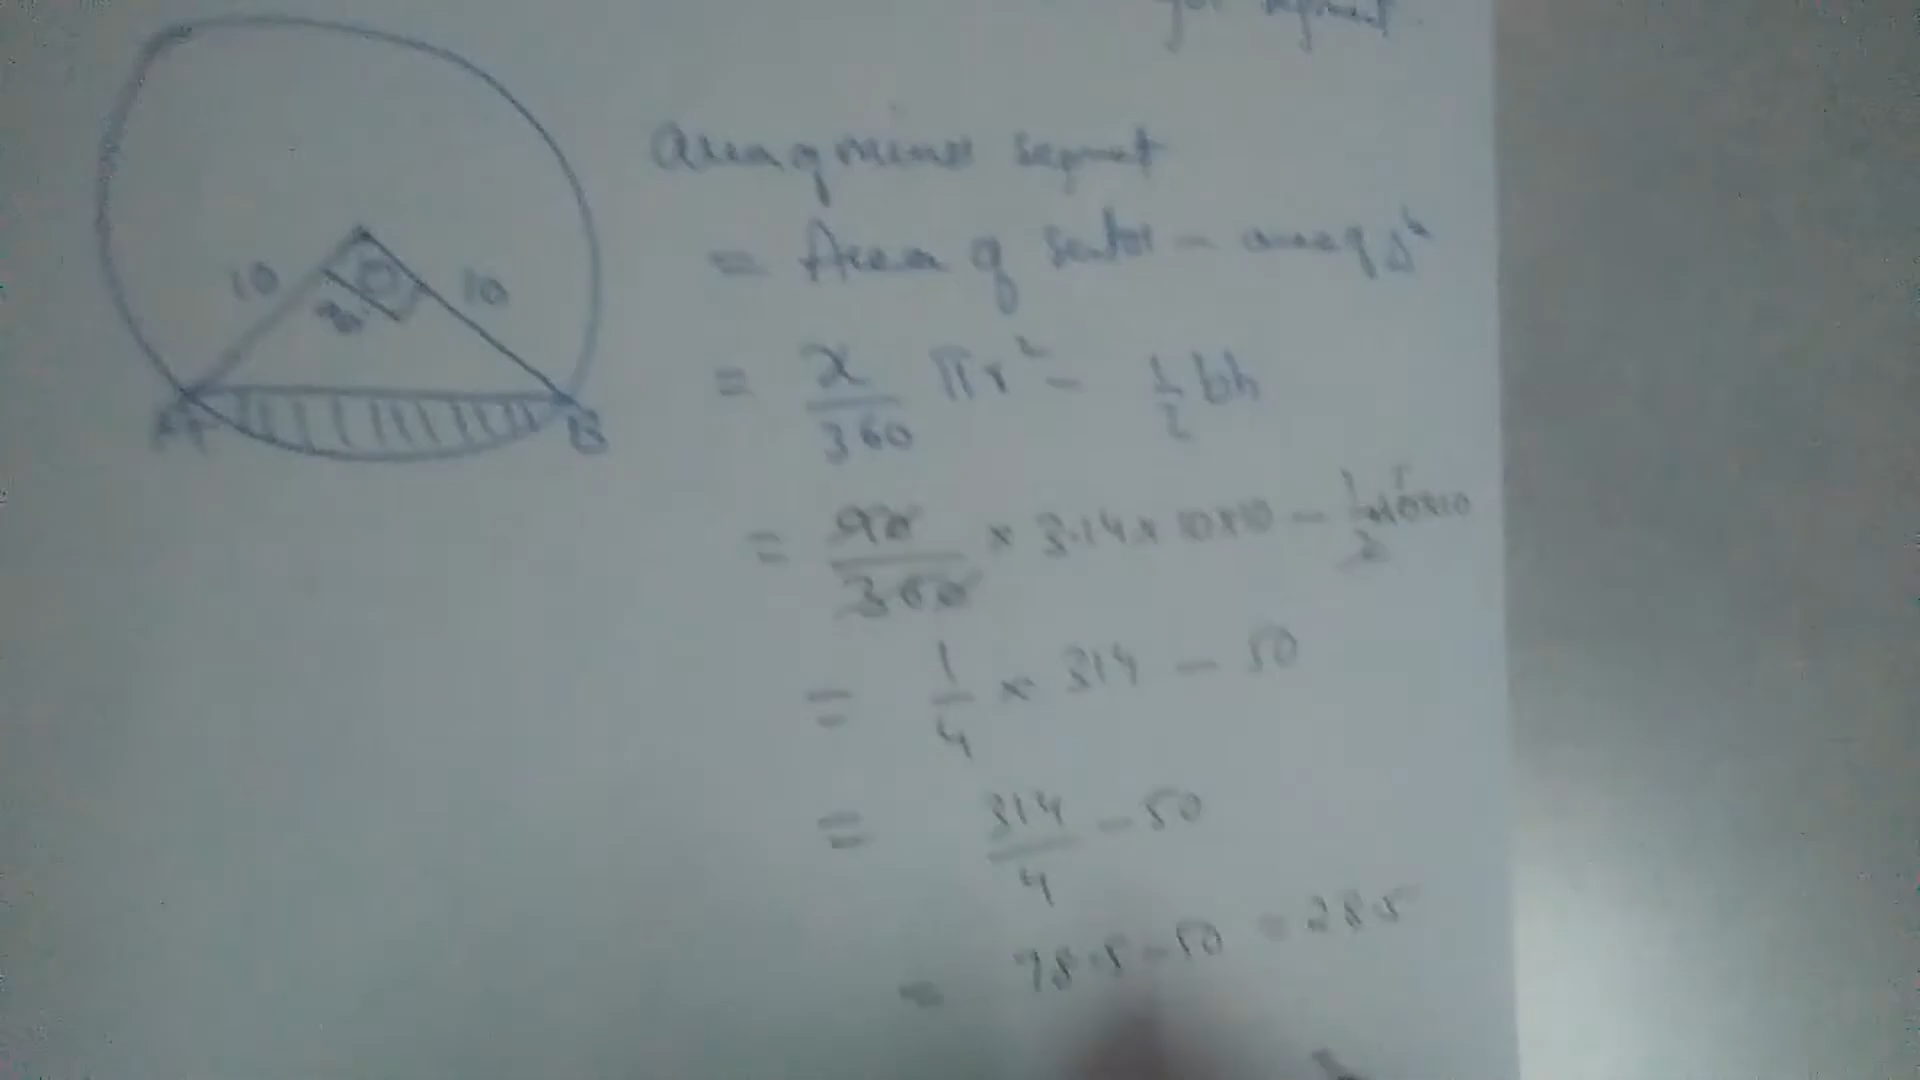 segment
Area of minor segment
= Area of sector - area of Δ
= x/360 πr² - 1/2 bh
= 90/360 × 3.14 × 10×10 - 1/2 × 10×10
= 1/4 × 314 - 50
= 314/4 - 50
= 78.5 - 50 = 28.5
10
10
O
A
B